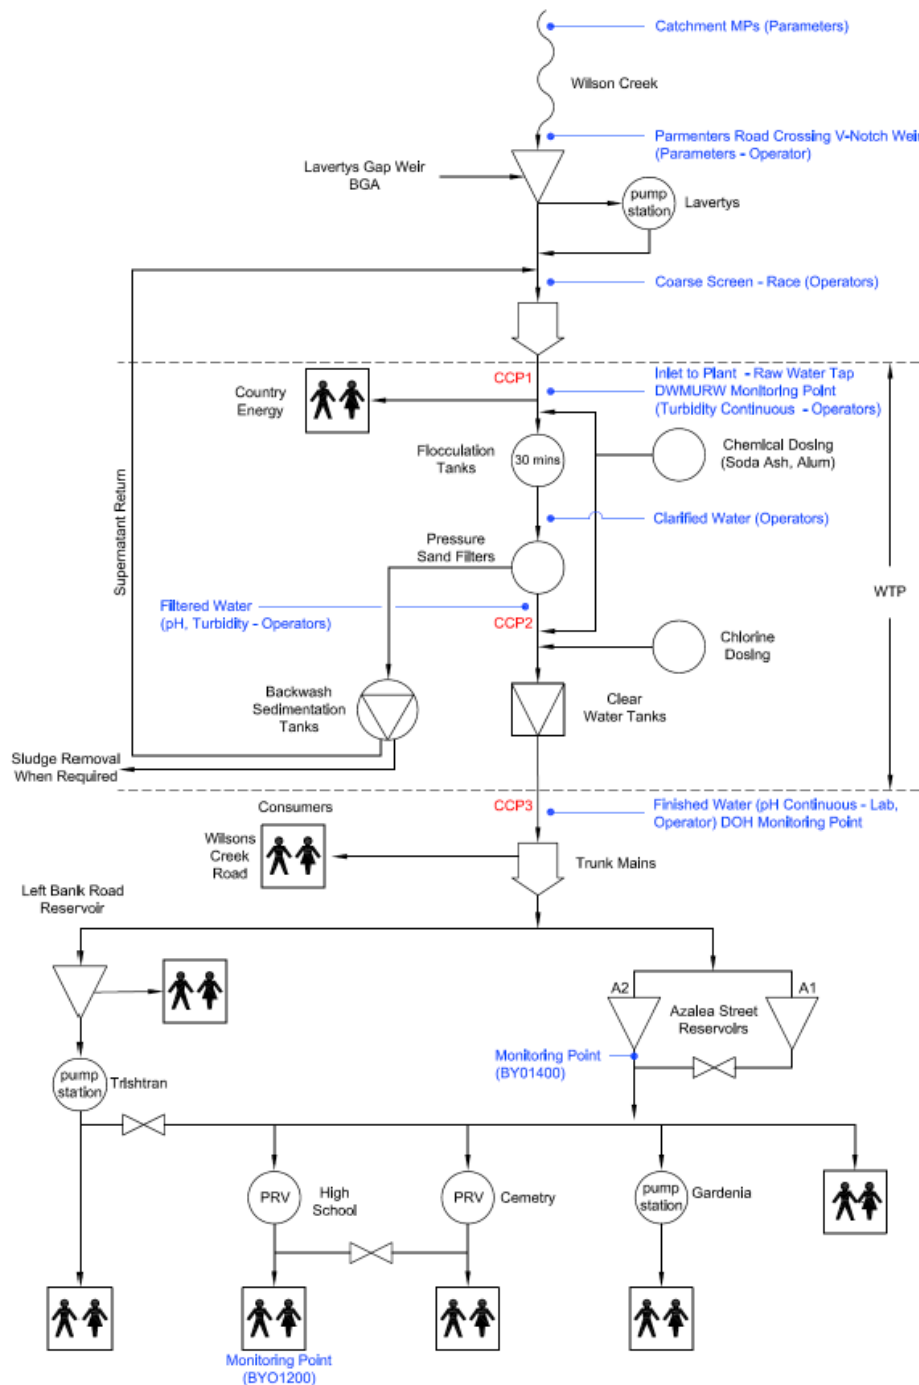 Catchment MPs (Parameters)
Wilson Creek
Parmenters Road Crossing V-Notch Weir
(Parameters - Operator)
Lavertys Gap Weir
BGA
pump
station
Lavertys
Coarse Screen - Race (Operators)
CCP1
Inlet to Plant - Raw Water Tap
DWMURW Monitoring Point
(Turbidity Continuous - Operators)
Country
Energy
Flocculation
Tanks
30 mins
Chemical Dosing
(Soda Ash, Alum)
Supernatant Return
Clarified Water (Operators)
Pressure
Sand Filters
WTP
Filtered Water
(pH, Turbidity - Operators)
CCP2
Chlorine
Dosing
Backwash
Sedimentation
Tanks
Clear
Water Tanks
Sludge Removal
When Required
CCP3
Finished Water (pH Continuous - Lab,
Operator) DOH Monitoring Point
Consumers
Wilsons
Creek
Road
Trunk Mains
Left Bank Road
Reservoir
A2
A1
Azalea Street
Reservoirs
Monitoring Point
(BY01400)
pump
station
Trishtran
PRV
High
School
PRV
Cemetry
pump
station
Gardenia
Monitoring Point
(BYO1200)